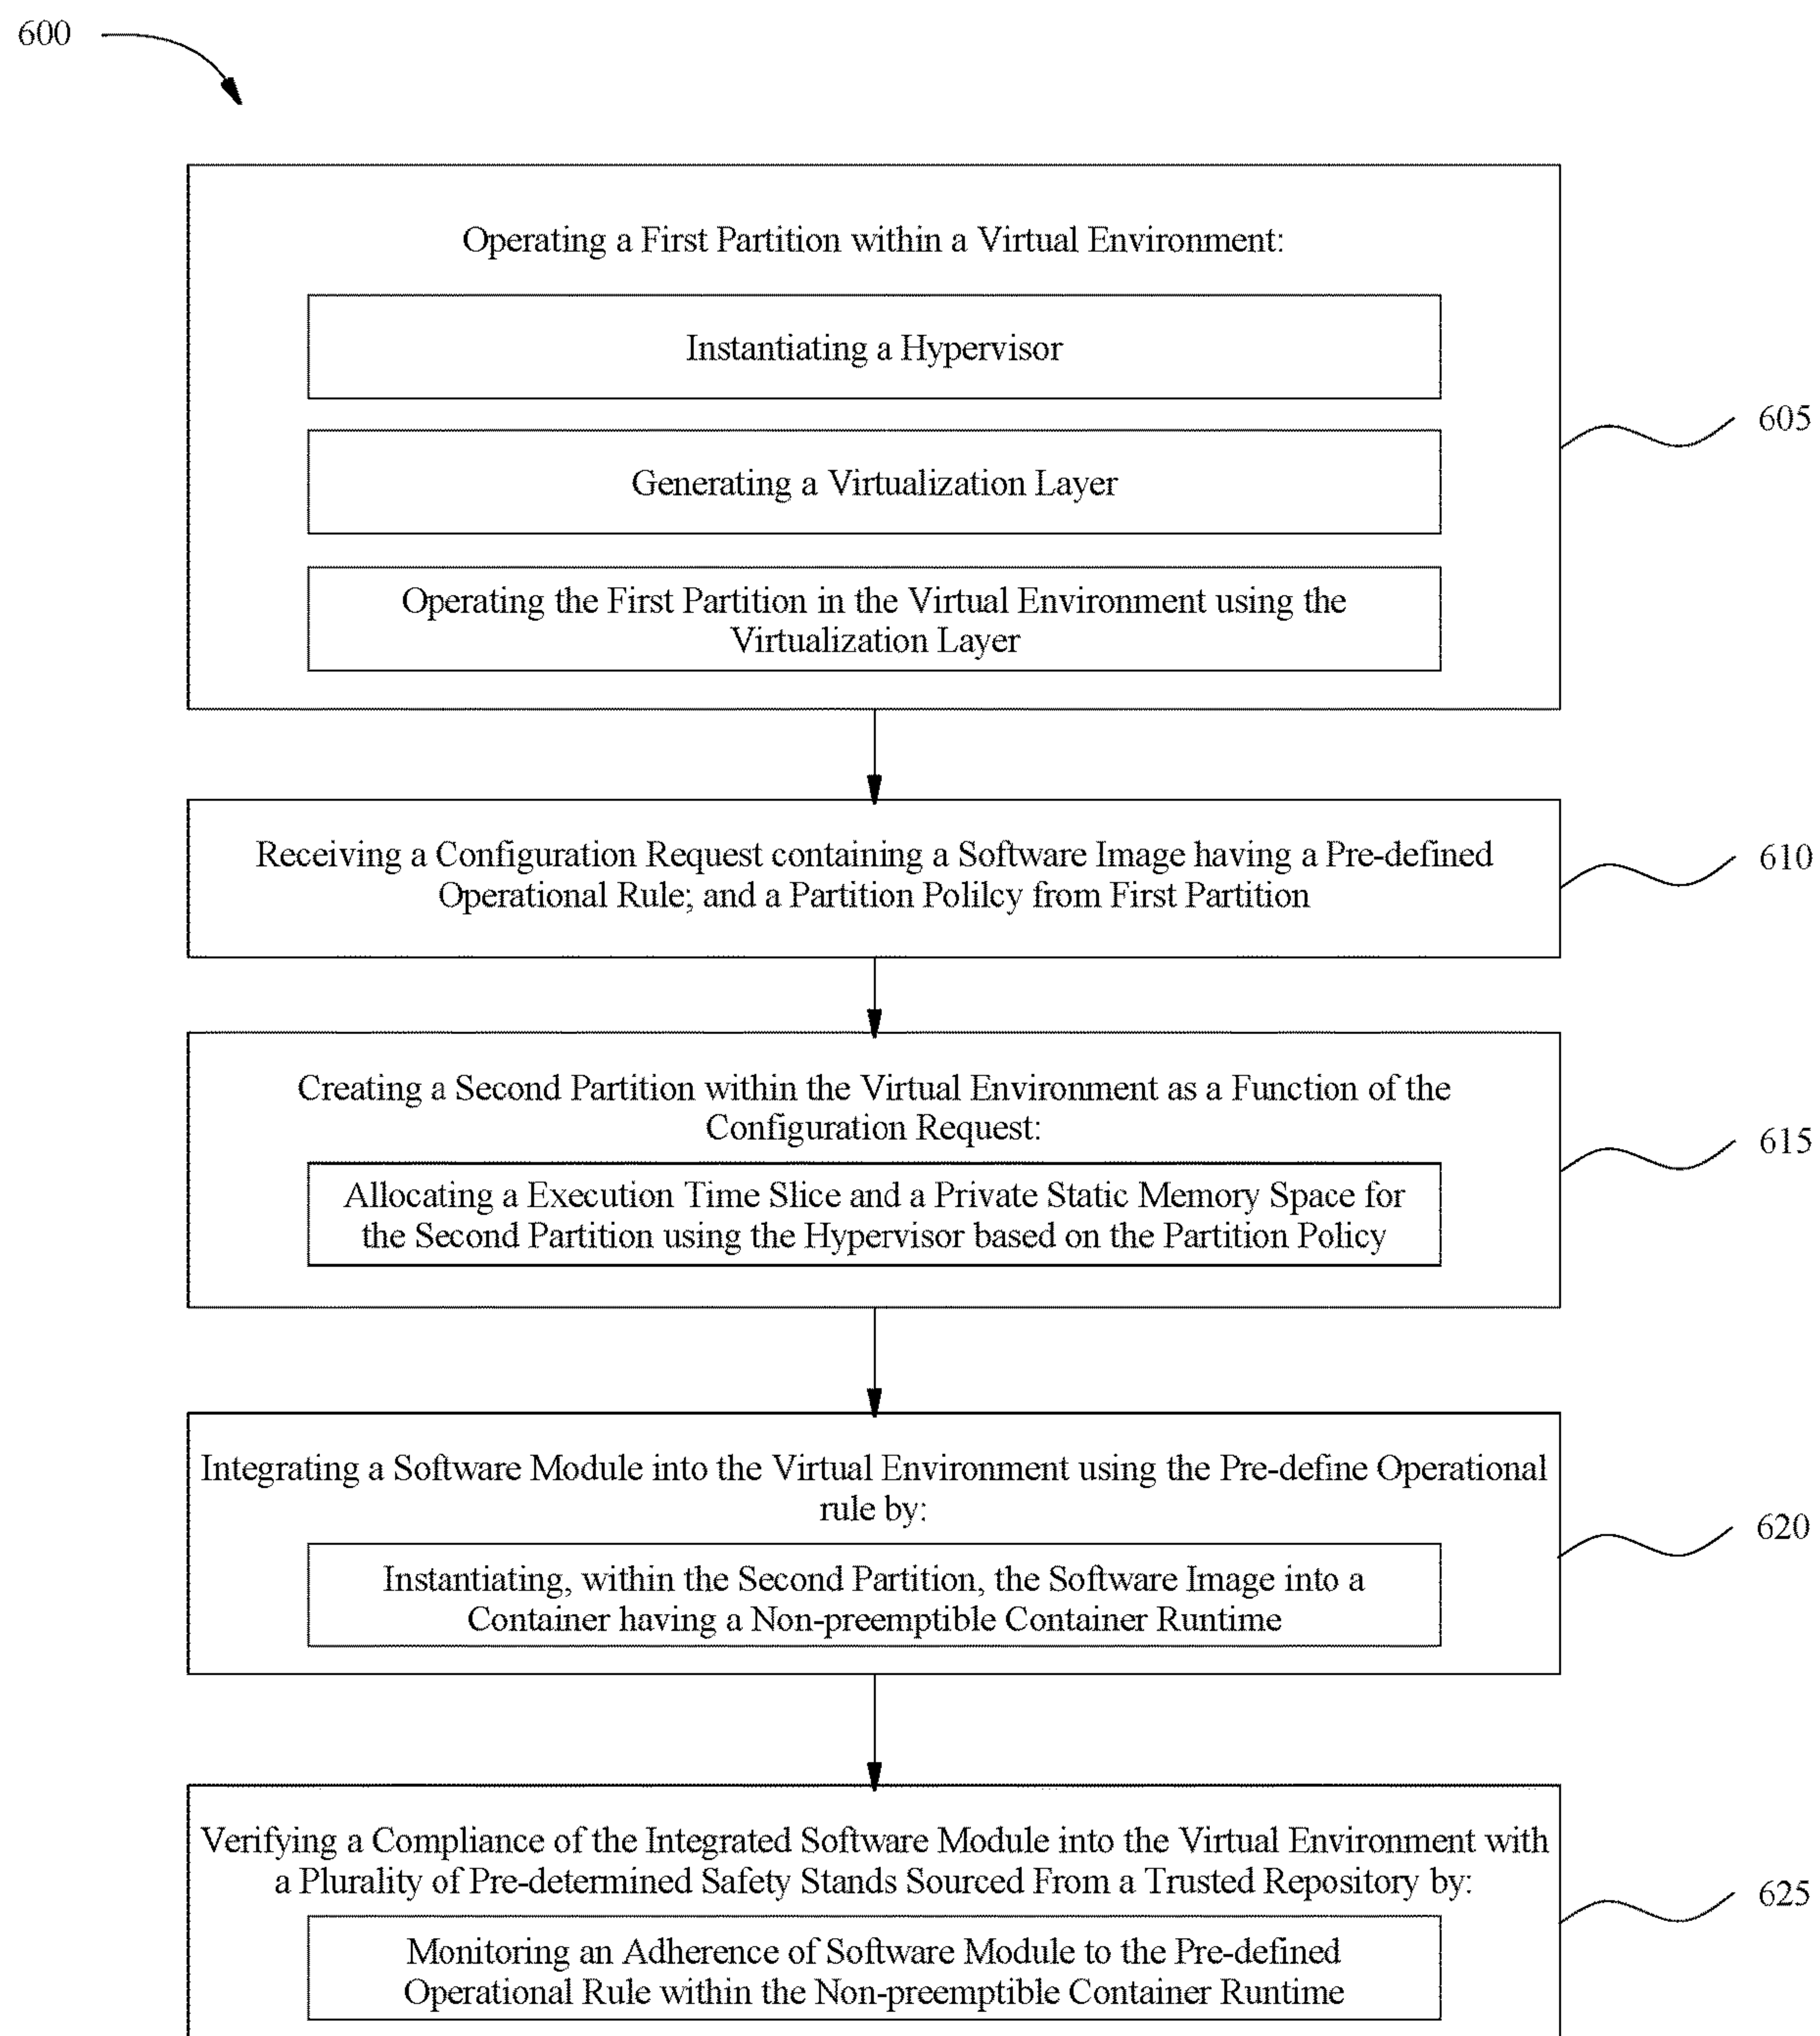 600
Operating a First Partition within a Virtual Environment:
Instantiating a Hypervisor
Generating a Virtualization Layer
Operating the First Partition in the Virtual Environment using the
Virtualization Layer
605
Receiving a Configuration Request containing a Software Image having a Pre-defined
Operational Rule; and a Partition Polilcy from First Partition
610
Creating a Second Partition within the Virtual Environment as a Function of the
Configuration Request:
Allocating a Execution Time Slice and a Private Static Memory Space for
the Second Partition using the Hypervisor based on the Partition Policy
615
Integrating a Software Module into the Virtual Environment using the Pre-define Operational
rule by:
Instantiating, within the Second Partition, the Software Image into a
Container having a Non-preemptible Container Runtime
620
Verifying a Compliance of the Integrated Software Module into the Virtual Environment with
a Plurality of Pre-determined Safety Stands Sourced From a Trusted Repository by:
Monitoring an Adherence of Software Module to the Pre-defined
Operational Rule within the Non-preemptible Container Runtime
625